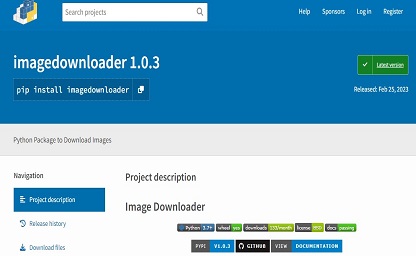 Search projects
Help Sponsors Log in Register
imagedownloader 1.0.3
Latest version
pip install imagedownloader
Released: Feb 25, 2023
Python Package to Download Images
Navigation
Project description
Project description
Release history
Image Downloader
Python 3.7+ wheel yes downloads 153/month license docs passing
Download files
PYPI V1.0.3 GITHUB VIEW DOCUMENTATION